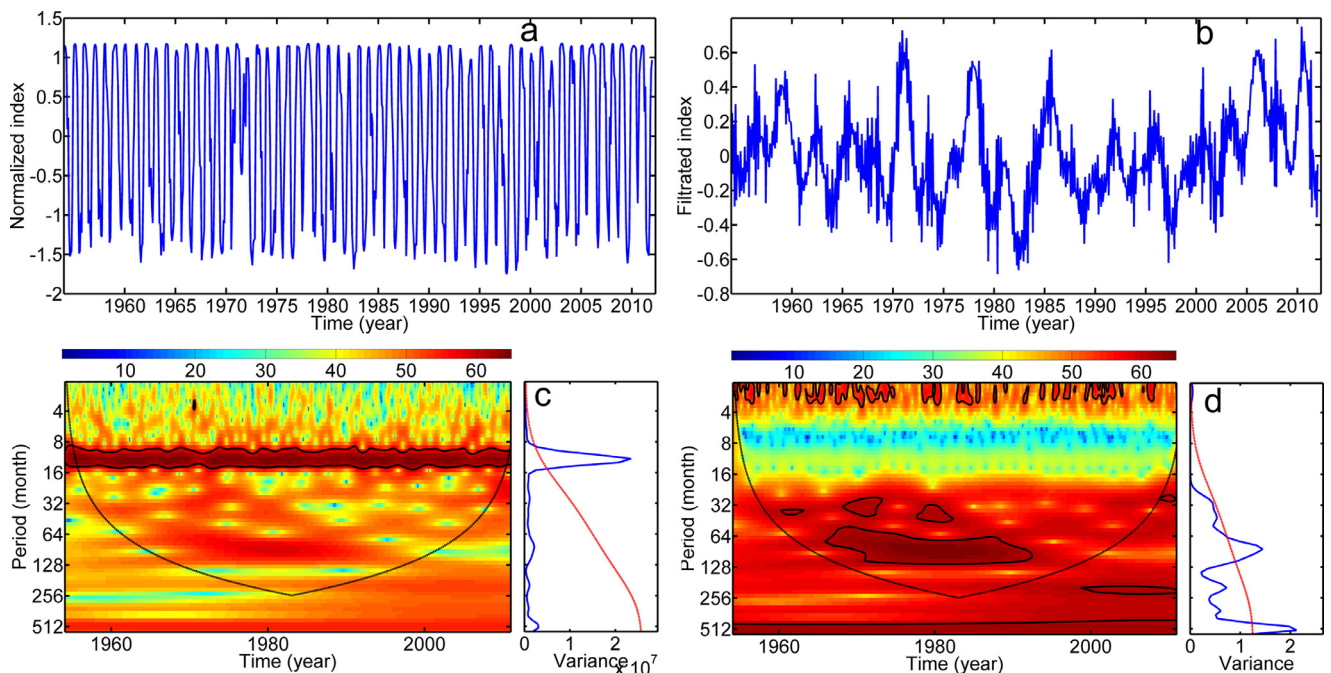 a
Normalized index
1.5
1
0.5
0
-0.5
-1
-1.5
-2
1960 1965 1970 1975 1980 1985 1990 1995 2000 2005 2010
Time (year)
b
Filtrated index
0.6
0.4
0.2
0
-0.2
-0.4
-0.6
-0.8
1960 1965 1970 1975 1980 1985 1990 1995 2000 2005 2010
Time (year)
10 20 30 40 50 60
c
Period (month)
4
8
16
32
64
128
256
512
1960 1980 2000
Time (year)
0 1 2
Variance
x 10^7
10 20 30 40 50 60
d
Period (month)
4
8
16
32
64
128
256
512
1960 1980 2000
Time (year)
0 1 2
Variance